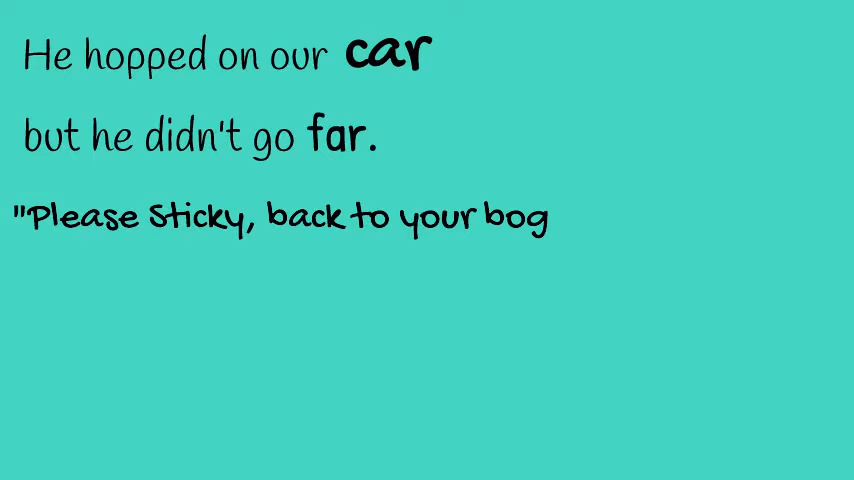 He hopped on our car
but he didn't go far.
"Please Sticky, back to your bog